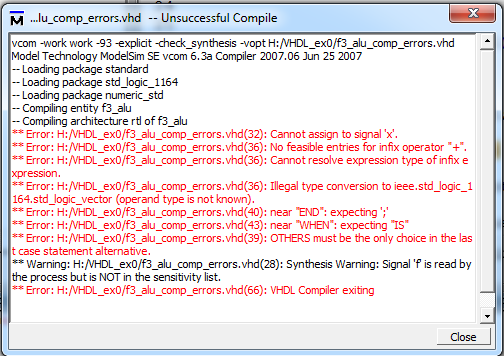 ...lu_comp_errors.vhd -- Unsuccessful Compile
vcom -work work -93 -explicit -check_synthesis -vopt H:/VHDL_ex0/f3_alu_comp_errors.vhd
Model Technology ModelSim SE vcom 6.3a Compiler 2007.06 Jun 25 2007
-- Loading package standard
-- Loading package std_logic_1164
-- Loading package numeric_std
-- Compiling entity f3_alu
-- Compiling architecture rtl of f3_alu
** Error: H:/VHDL_ex0/f3_alu_comp_errors.vhd(32): Cannot assign to signal 'x'.
** Error: H:/VHDL_ex0/f3_alu_comp_errors.vhd(36): No feasible entries for infix operator "+".
** Error: H:/VHDL_ex0/f3_alu_comp_errors.vhd(36): Cannot resolve expression type of infix e
xpression.
** Error: H:/VHDL_ex0/f3_alu_comp_errors.vhd(36): Illegal type conversion to ieee.std_logic_1
164.std_logic_vector (operand type is not known).
** Error: H:/VHDL_ex0/f3_alu_comp_errors.vhd(40): near "END": expecting ';'
** Error: H:/VHDL_ex0/f3_alu_comp_errors.vhd(43): near "WHEN": expecting "IS"
** Error: H:/VHDL_ex0/f3_alu_comp_errors.vhd(39): OTHERS must be the only choice in the las
t case statement alternative.
** Warning: H:/VHDL_ex0/f3_alu_comp_errors.vhd(28): Synthesis Warning: Signal 'f' is read by
the process but is NOT in the sensitivity list.
** Error: H:/VHDL_ex0/f3_alu_comp_errors.vhd(66): VHDL Compiler exiting
Close